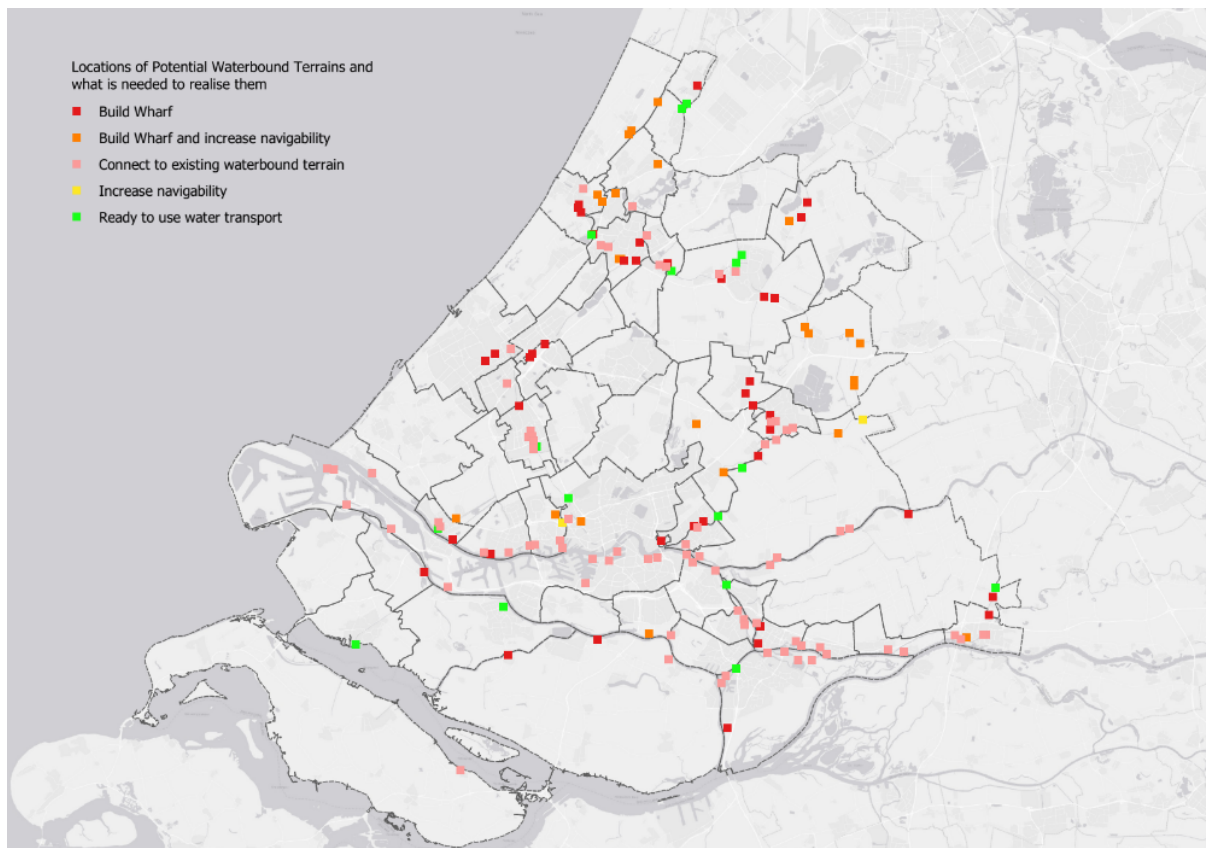 Locations of Potential Waterbound Terrains and
what is needed to realise them
Build Wharf
Build Wharf and increase navigability
Connect to existing waterbound terrain
Increase navigability
Ready to use water transport